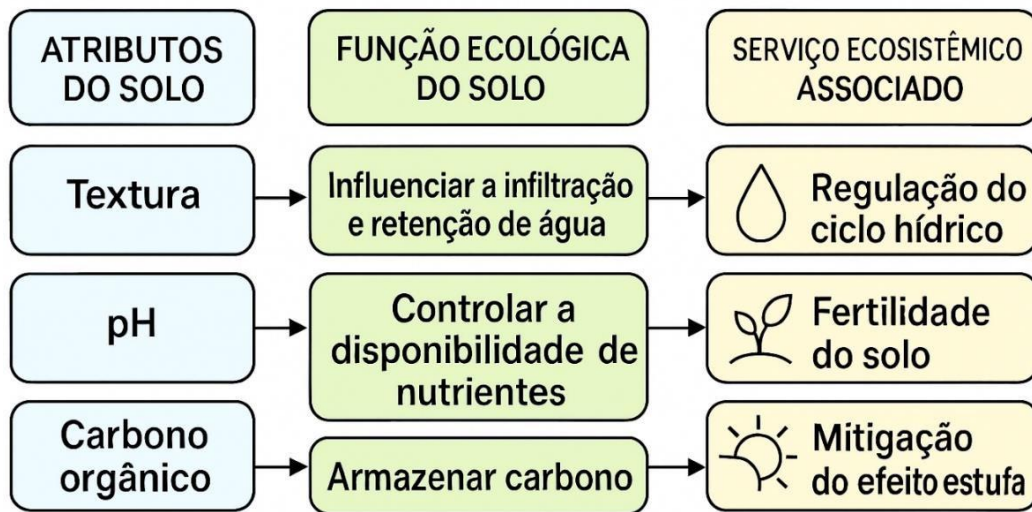 ATRIBUTOS
DO SOLO
FUNÇÃO ECOLÓGICA
DO SOLO
SERVIÇO ECOSISTÊMICO
ASSOCIADO
Textura
Influenciar a infiltração
e retenção de água
Regulação do
ciclo hídrico
pH
Controlar a
disponibilidade de
nutrientes
Fertilidade
do solo
Carbono
orgânico
Armazenar carbono
Mitigação
do efeito estufa